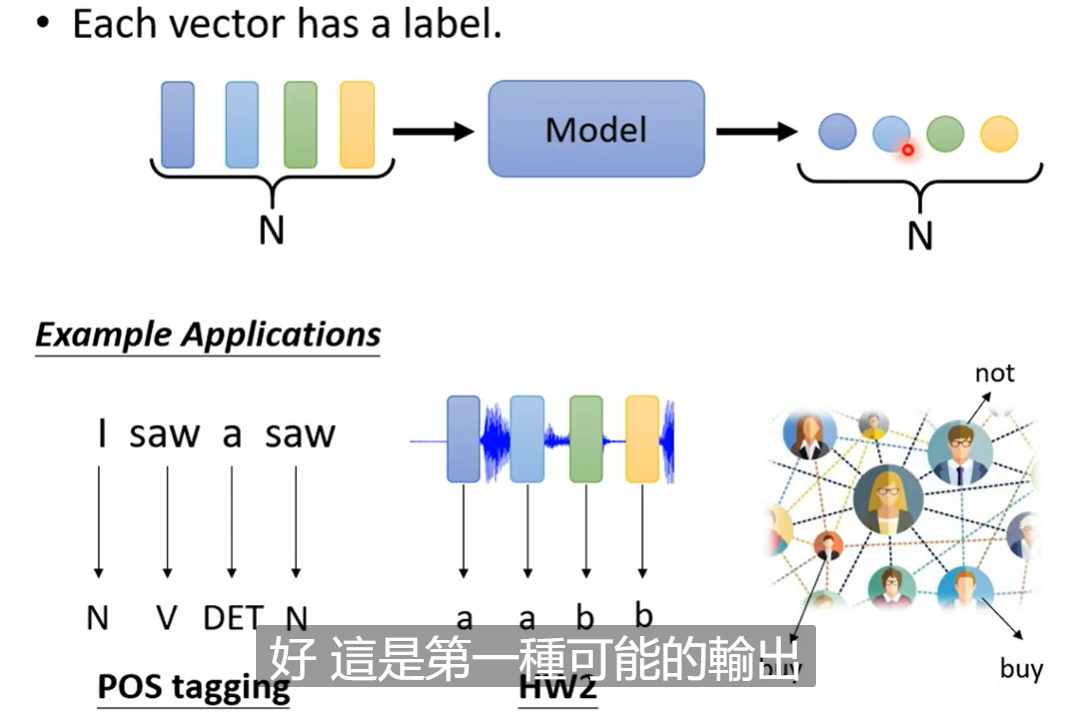 • Each vector has a label.
Model
N
N
Example Applications
not
I saw a saw
N V DET N
a a b b
buy
buy
好 這是第一種可能的輸出
POS tagging
HW2